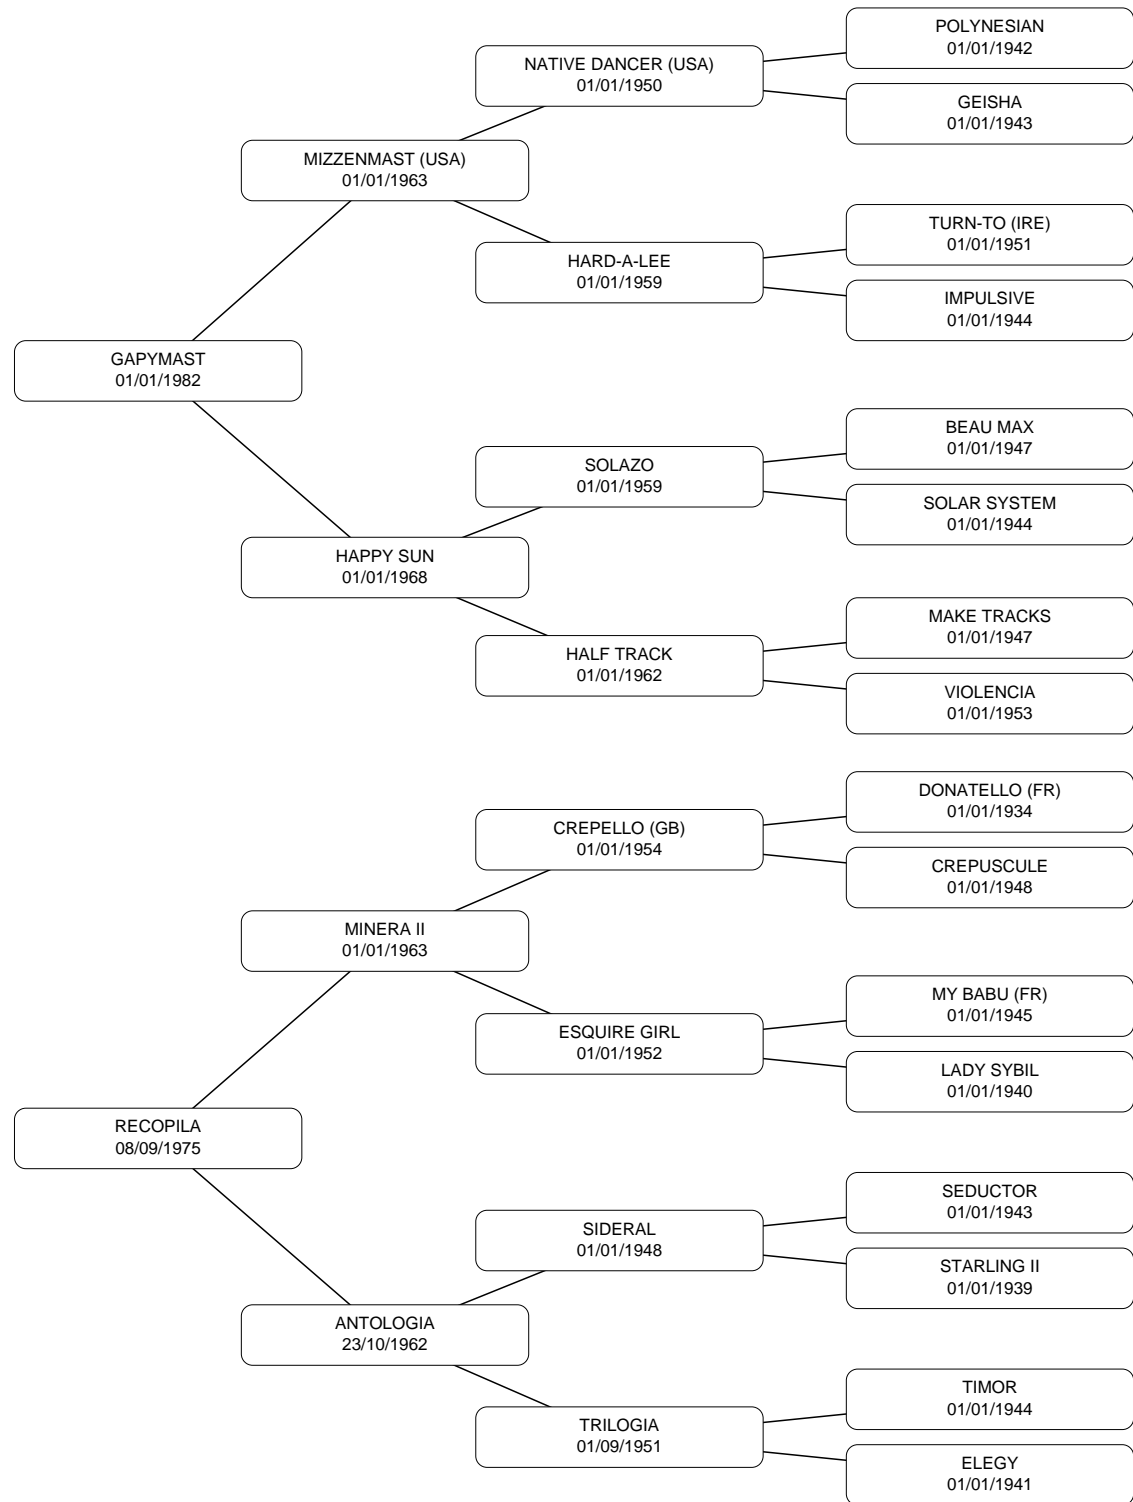 POLYNESIAN
01/01/1942
NATIVE DANCER (USA)
01/01/1950
GEISHA
01/01/1943
MIZZENMAST (USA)
01/01/1963
TURN-TO (IRE)
01/01/1951
HARD-A-LEE
01/01/1959
IMPULSIVE
01/01/1944
GAPYMAST
01/01/1982
BEAU MAX
01/01/1947
SOLAZO
01/01/1959
SOLAR SYSTEM
01/01/1944
HAPPY SUN
01/01/1968
MAKE TRACKS
01/01/1947
HALF TRACK
01/01/1962
VIOLENCIA
01/01/1953
DONATELLO (FR)
01/01/1934
CREPELLO (GB)
01/01/1954
CREPUSCULE
01/01/1948
MINERA II
01/01/1963
MY BABU (FR)
01/01/1945
ESQUIRE GIRL
01/01/1952
LADY SYBIL
01/01/1940
RECOPILA
08/09/1975
SEDUCTOR
01/01/1943
SIDERAL
01/01/1948
STARLING II
01/01/1939
ANTOLOGIA
23/10/1962
TIMOR
01/01/1944
TRILOGIA
01/09/1951
ELEGY
01/01/1941